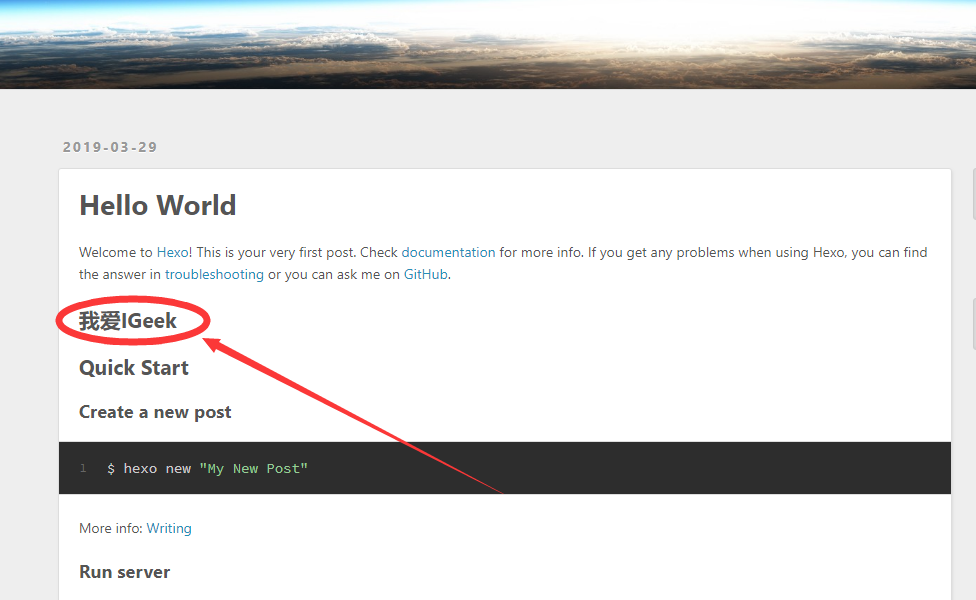 2019-03-29
Hello World
Welcome to Hexo! This is your very first post. Check documentation for more info. If you get any problems when using Hexo, you can find
the answer in troubleshooting or you can ask me on GitHub.
我爱IGeek
Quick Start
Create a new post
1 $ hexo new "My New Post"
More info: Writing
Run server